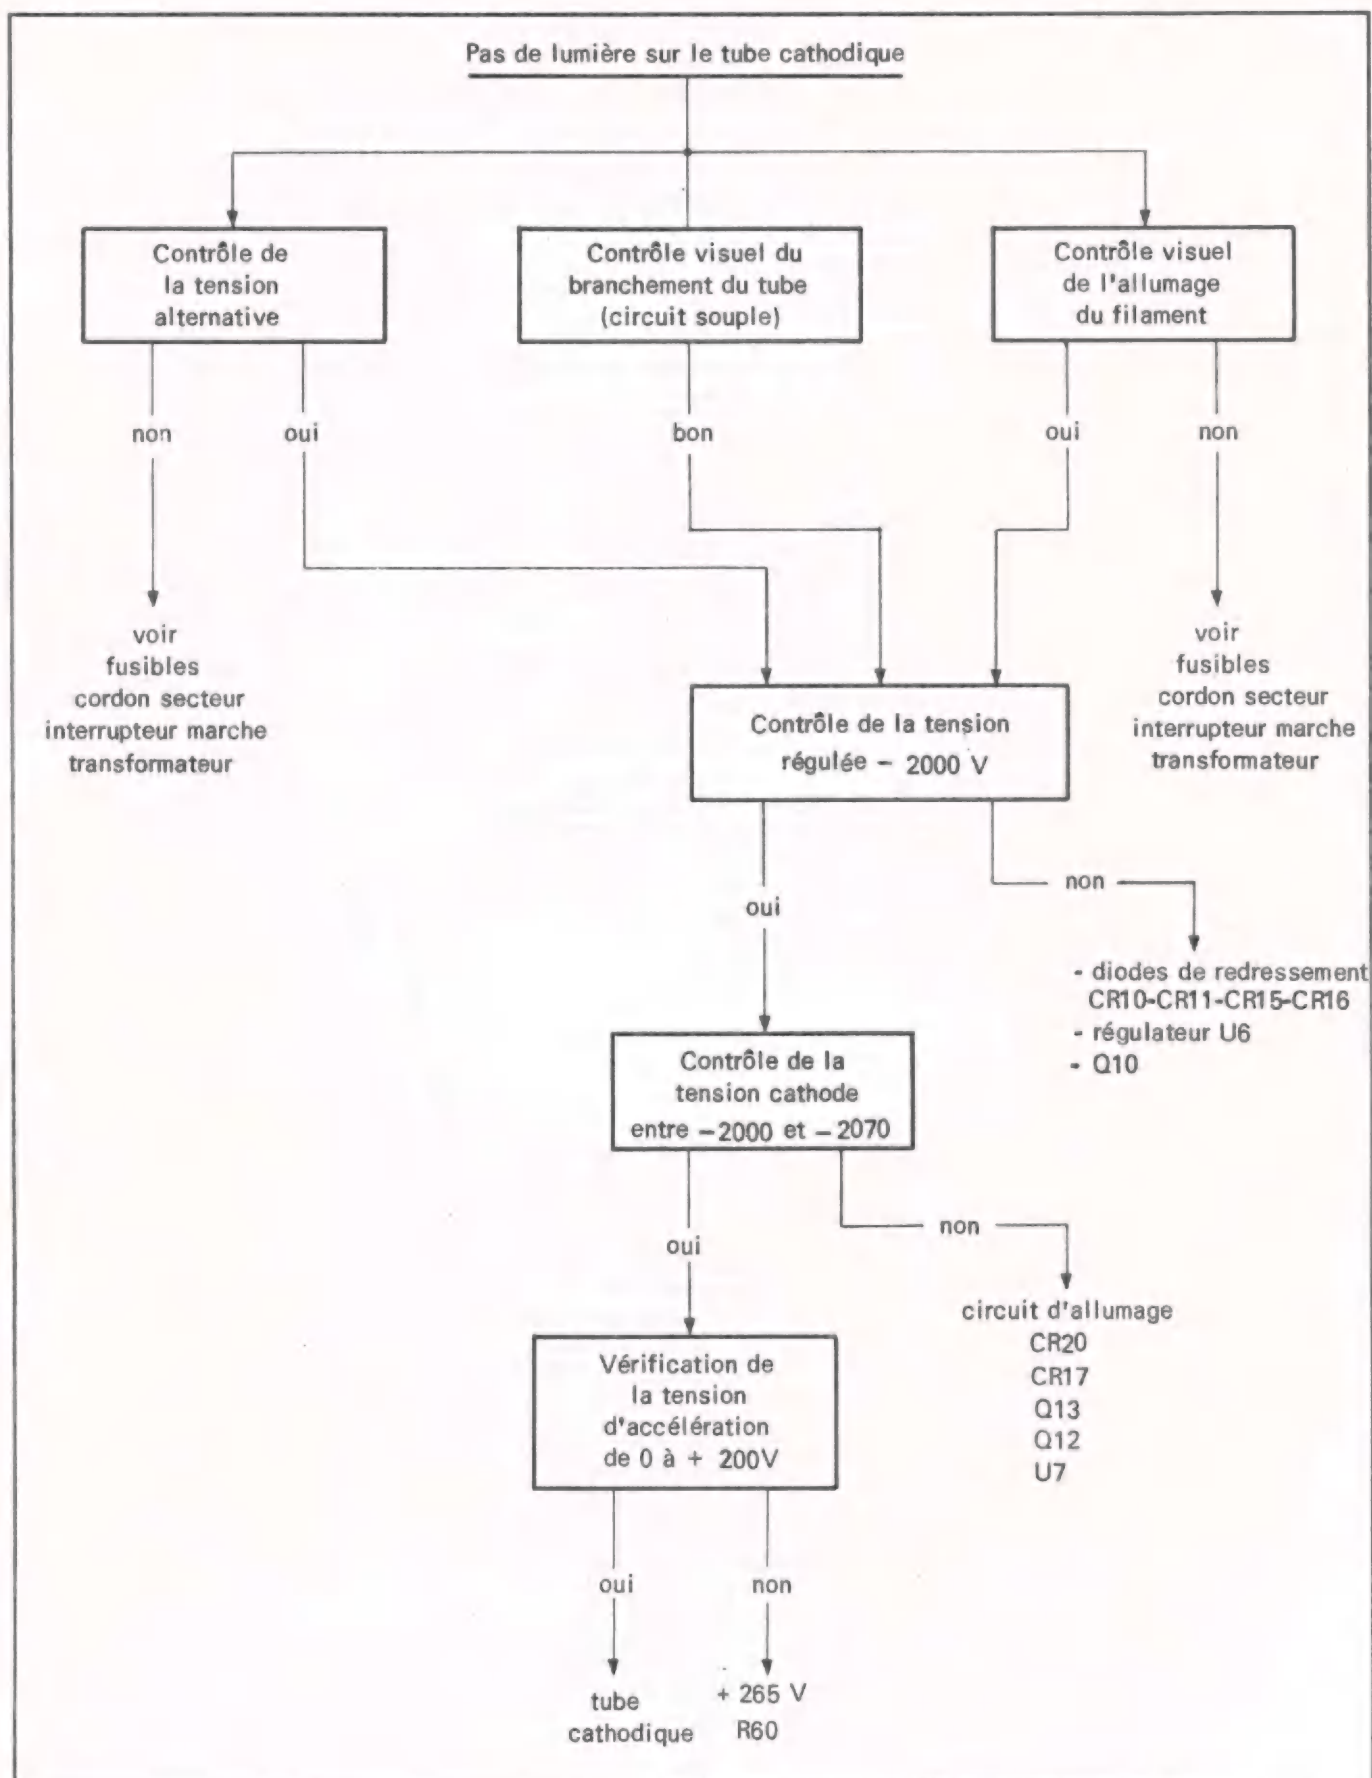 Pas de lumière sur le tube cathodique
Contrôle de
la tension
alternative
Contrôle visuel du
branchement du tube
(circuit souple)
Contrôle visuel
de l'allumage
du filament
non
oui
bon
oui
non
voir
fusibles
cordon secteur
interrupteur marche
transformateur
voir
fusibles
cordon secteur
interrupteur marche
transformateur
Contrôle de la tension
régulée - 2000 V
oui
non
- diodes de redressement
CR10-CR11-CR15-CR16
- régulateur U6
- Q10
Contrôle de la
tension cathode
entre -2000 et -2070
oui
non
circuit d'allumage
CR20
CR17
Q13
Q12
U7
Vérification de
la tension
d'accélération
de 0 à + 200V
oui
non
tube
cathodique
+ 265 V
R60